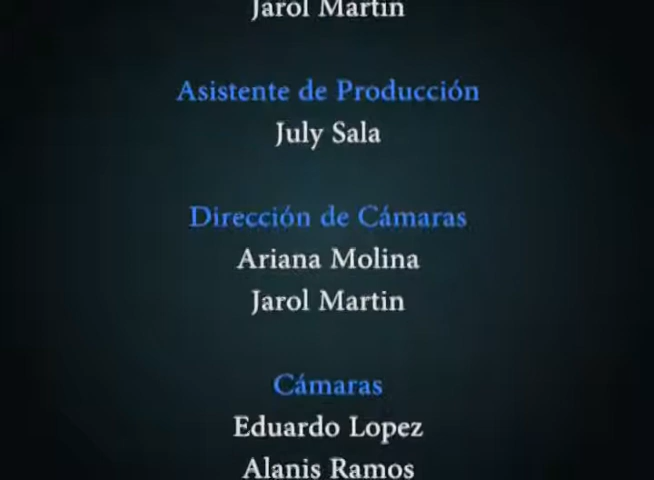 Jarol Martin
Asistente de Producción
July Sala
Dirección de Cámaras
Ariana Molina
Jarol Martin
Cámaras
Eduardo Lopez
Alanis Ramos